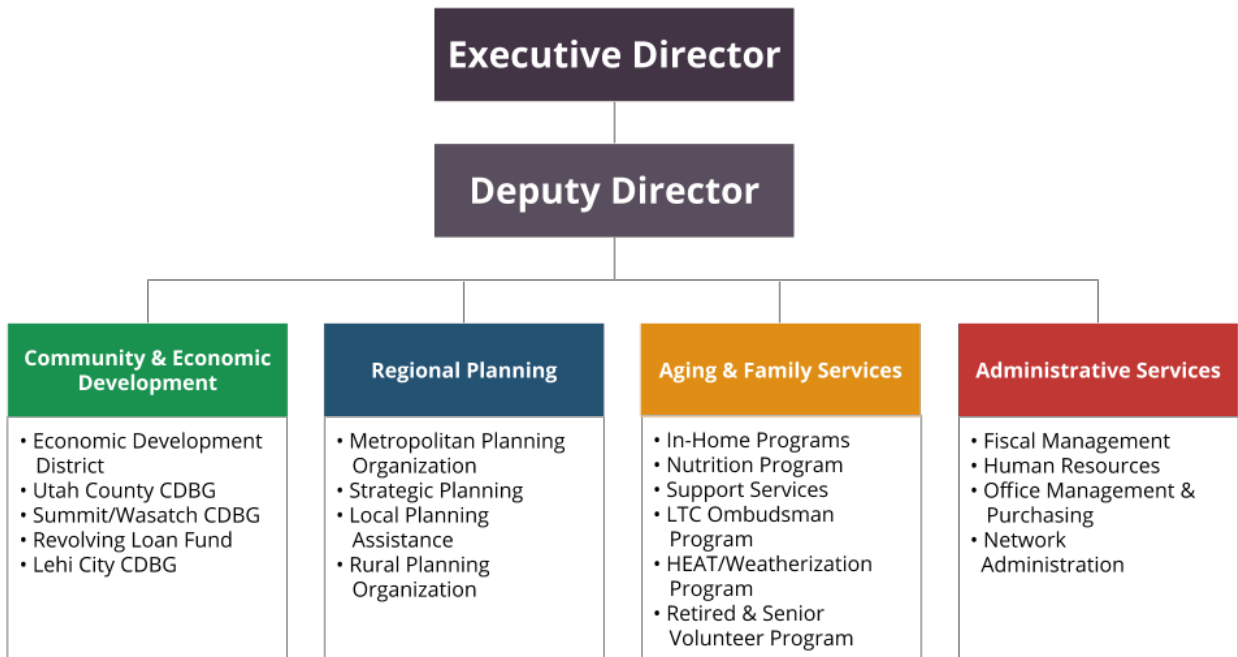 Executive Director
Deputy Director
Community & Economic
Development
• Economic Development
District
• Utah County CDBG
• Summit/Wasatch CDBG
• Revolving Loan Fund
• Lehi City CDBG
Regional Planning
• Metropolitan Planning
Organization
• Strategic Planning
• Local Planning
Assistance
• Rural Planning
Organization
Aging & Family Services
• In-Home Programs
• Nutrition Program
• Support Services
• LTC Ombudsman
Program
• HEAT/Weatherization
Program
• Retired & Senior
Volunteer Program
Administrative Services
• Fiscal Management
• Human Resources
• Office Management &
Purchasing
• Network
Administration